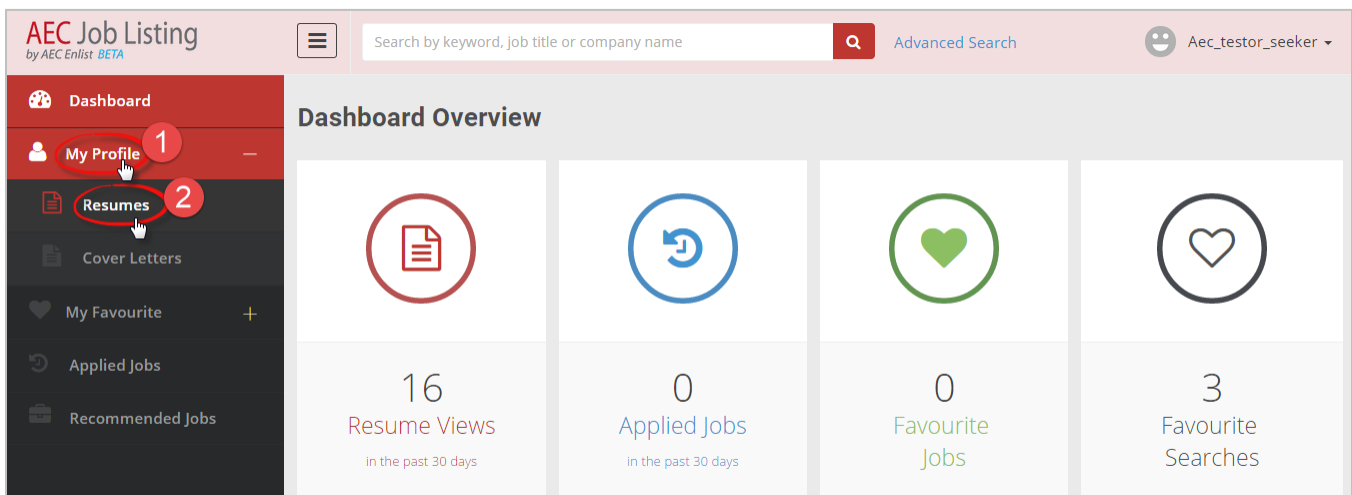 AEC Job Listing
by AEC Enlist BETA
Search by keyword, job title or company name
Advanced Search
Aec_testor_seeker
Dashboard
My Profile
1
Resumes
2
Cover Letters
My Favourite
Applied Jobs
Recommended Jobs
Dashboard Overview
16
Resume Views
in the past 30 days
0
Applied Jobs
in the past 30 days
0
Favourite
Jobs
3
Favourite
Searches